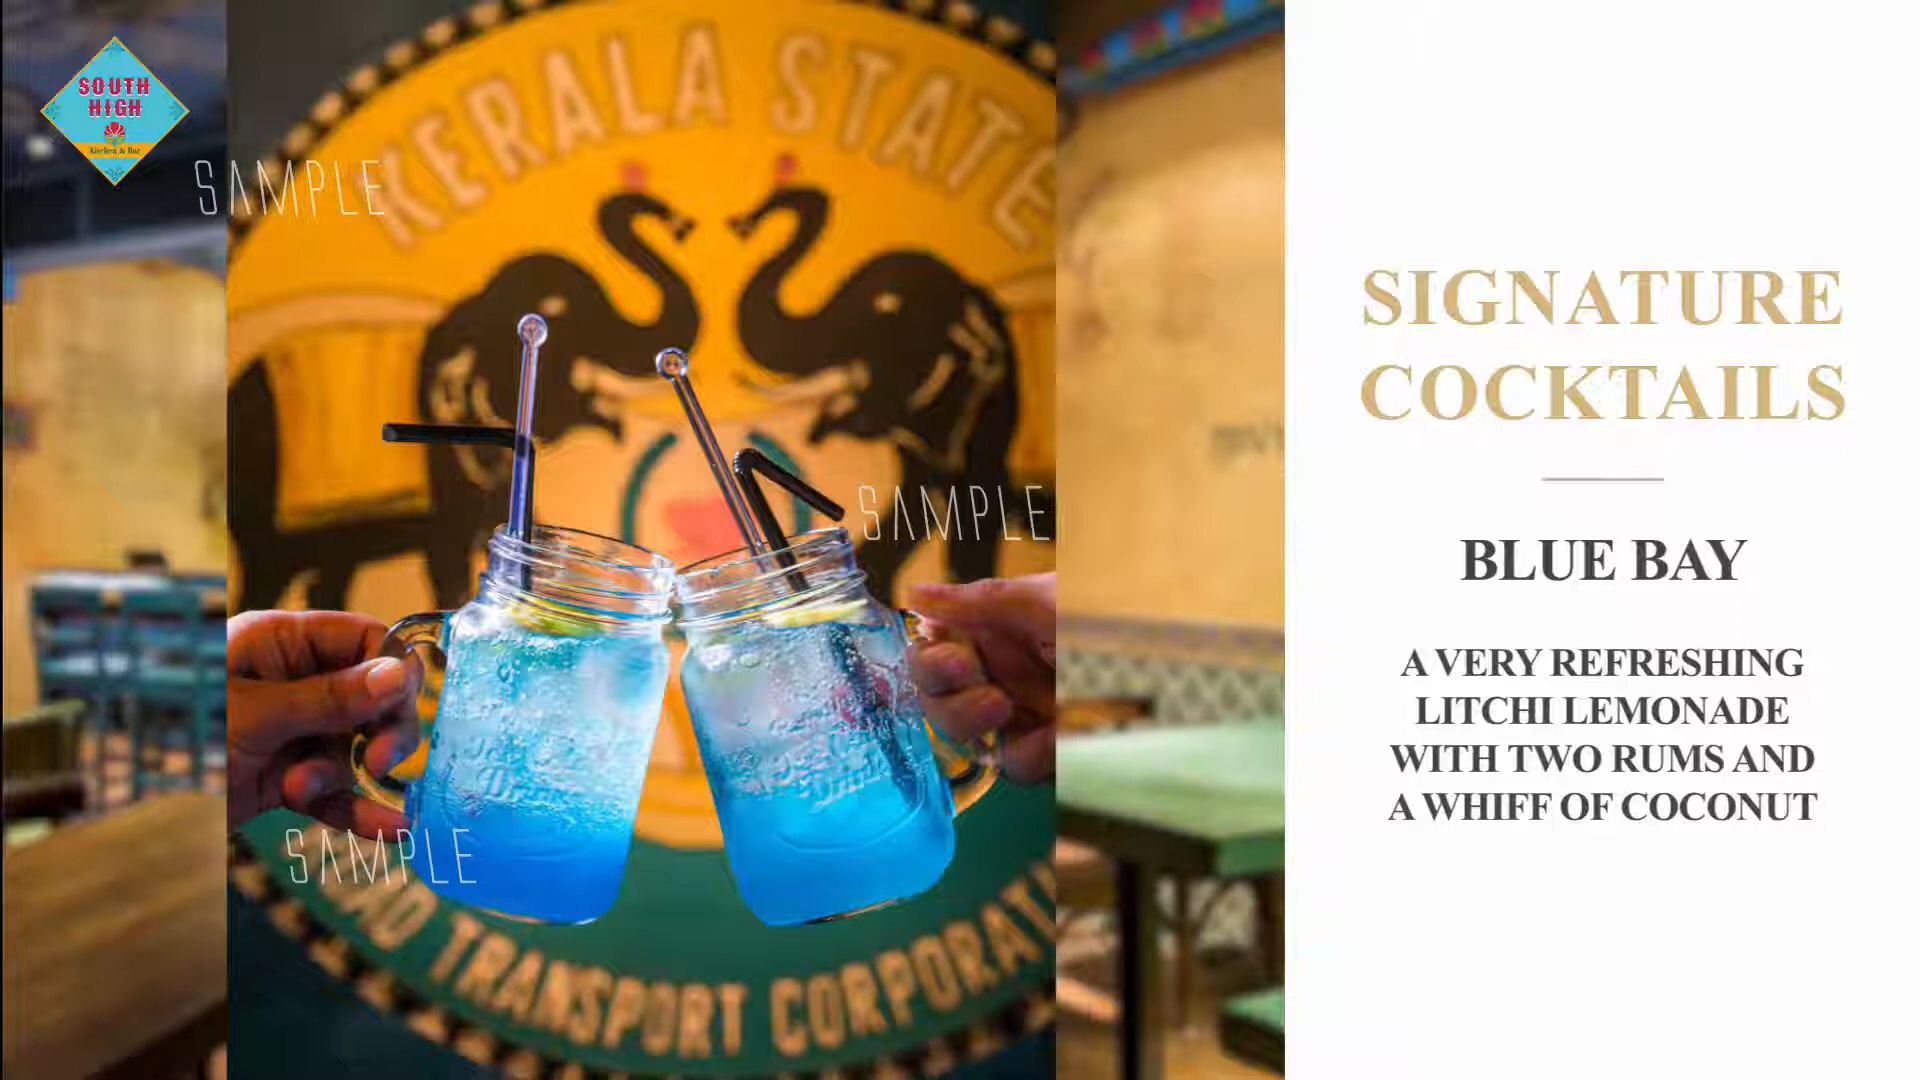 SOUTH
HIGH
Kitchen & Bar
SAMPLE
KERALA STATE
SAMPLE
SAMPLE
TRANSPORT
SIGNATURE
COCKTAILS
BLUE BAY
A VERY REFRESHING
LITCHI LEMONADE
WITH TWO RUMS AND
A WHIFF OF COCONUT